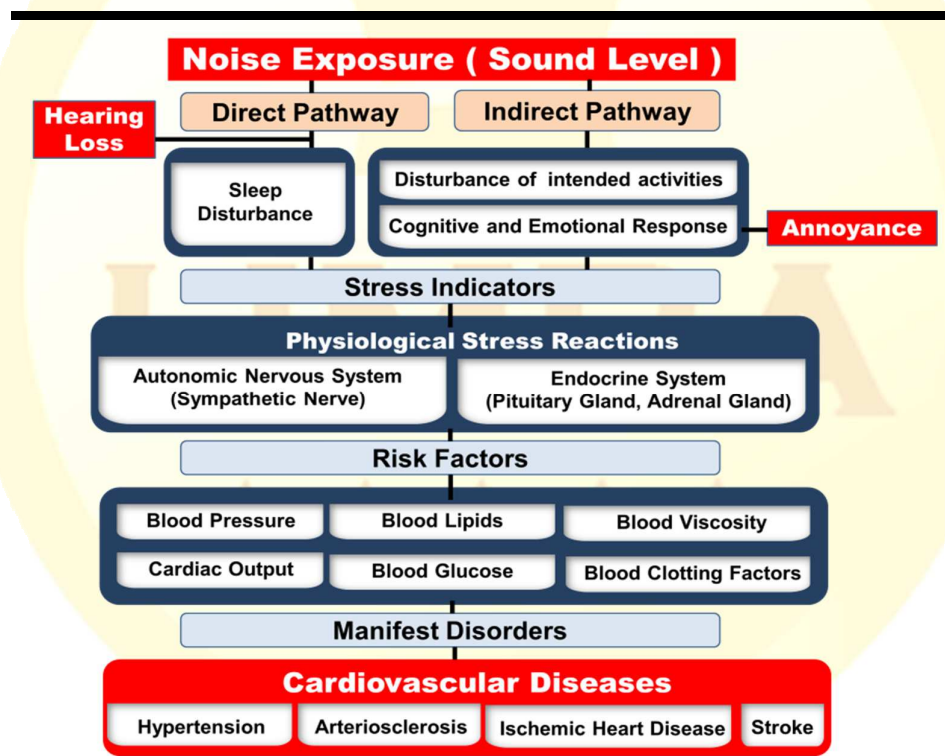 Noise Exposure ( Sound Level )
Direct Pathway
Indirect Pathway
Hearing
Loss
Sleep
Disturbance
Disturbance of intended activities
Cognitive and Emotional Response
Annoyance
Stress Indicators
Physiological Stress Reactions
Autonomic Nervous System
(Sympathetic Nerve)
Endocrine System
(Pituitary Gland, Adrenal Gland)
Risk Factors
Blood Pressure
Blood Lipids
Blood Viscosity
Cardiac Output
Blood Glucose
Blood Clotting Factors
Manifest Disorders
Cardiovascular Diseases
Hypertension
Arteriosclerosis
Ischemic Heart Disease
Stroke